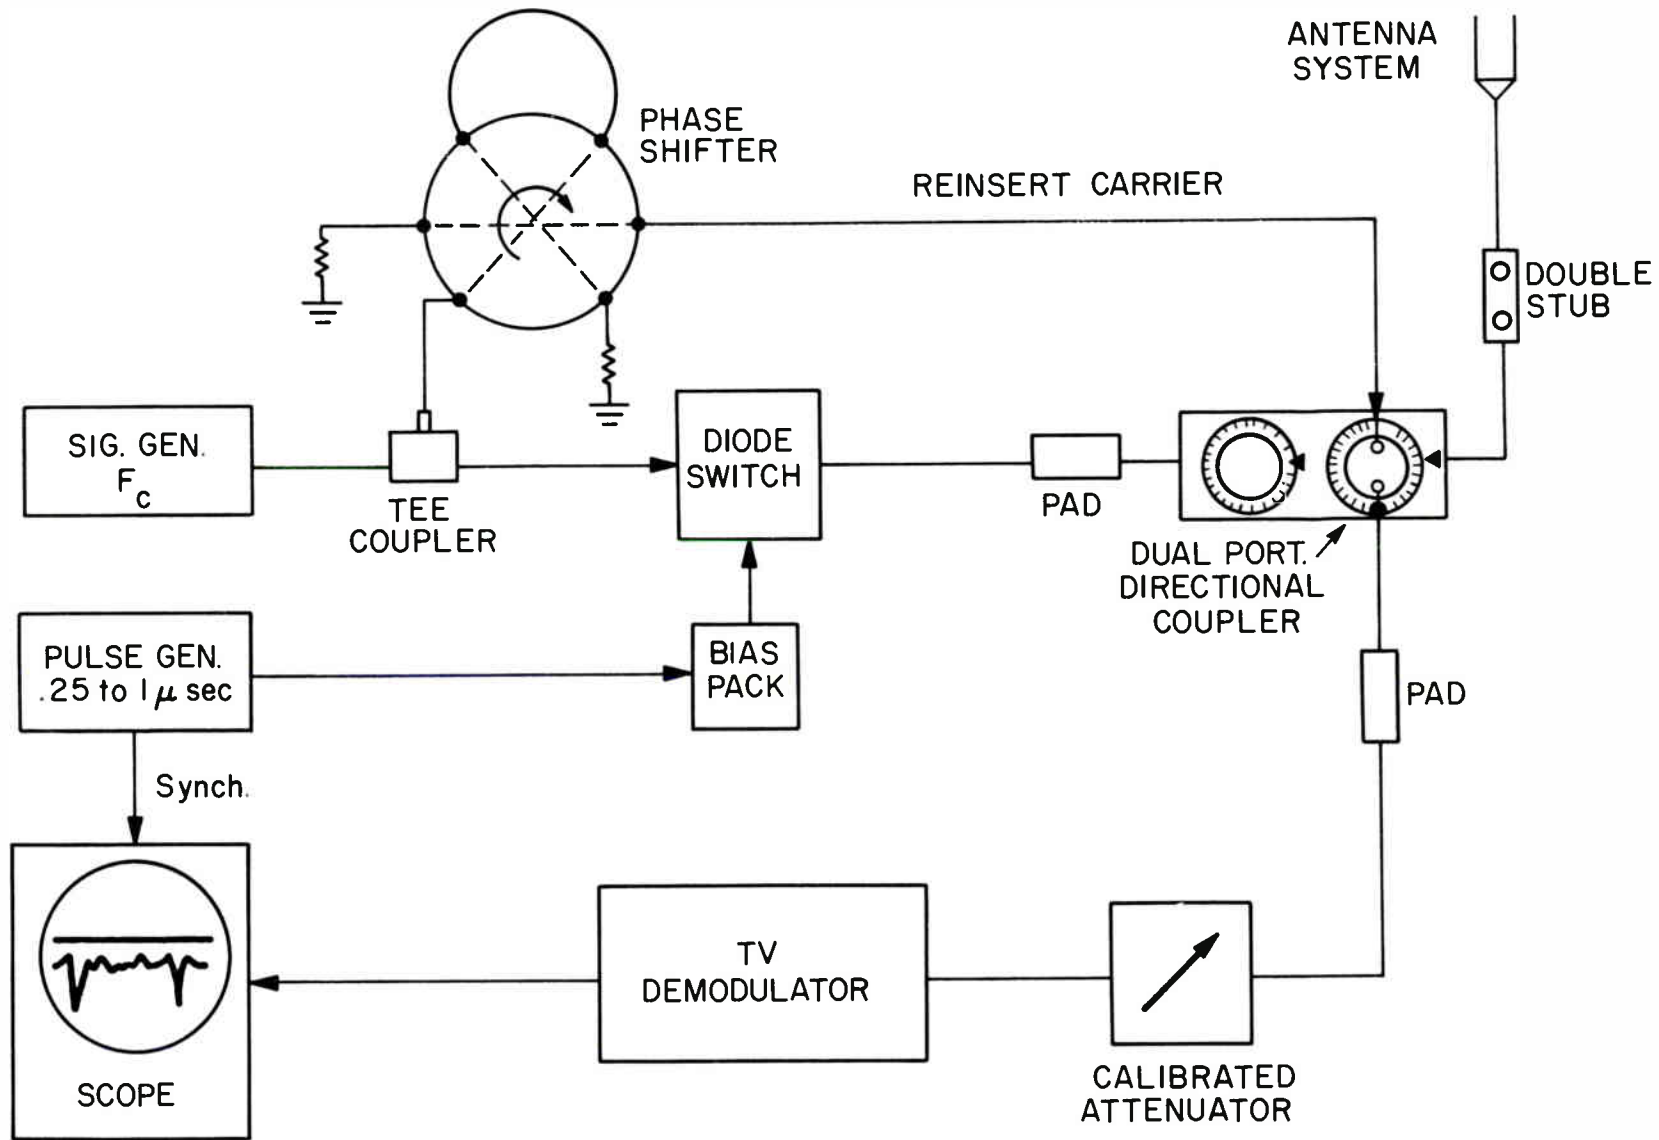 ANTENNA
SYSTEM
PHASE
SHIFTER
REINSERT CARRIER
DOUBLE
STUB
SIG. GEN.
Fc
TEE
COUPLER
DIODE
SWITCH
PAD
DUAL PORT.
DIRECTIONAL
COUPLER
PULSE GEN.
.25 to 1 μ sec
BIAS
PACK
PAD
Synch.
SCOPE
TV
DEMODULATOR
CALIBRATED
ATTENUATOR